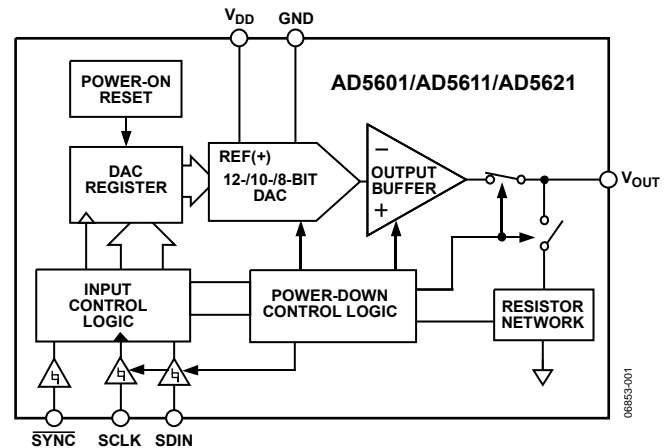 VDD GND
AD5601/AD5611/AD5621
POWER-ON
RESET
DAC
REGISTER
REF(+)
12-/10-/8-BIT
DAC
−
OUTPUT
BUFFER
+
VOUT
INPUT
CONTROL
LOGIC
POWER-DOWN
CONTROL LOGIC
RESISTOR
NETWORK
SYNC SCLK SDIN
06853-001